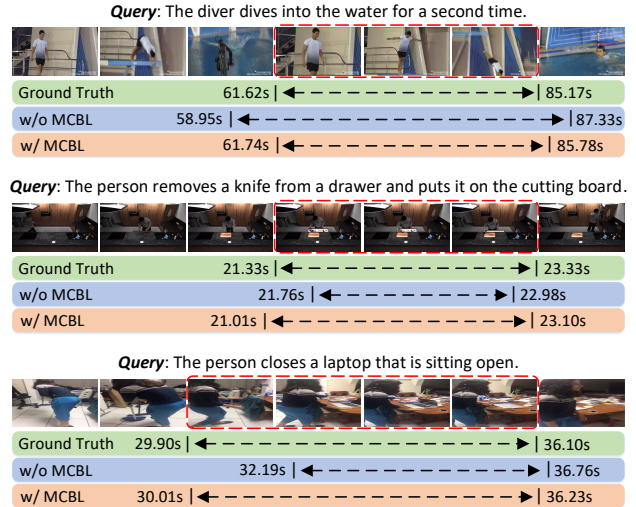 Query: The diver dives into the water for a second time.
Ground Truth 61.62s 85.17s
w/o MCBL 58.95s 87.33s
w/ MCBL 61.74s 85.78s
Query: The person removes a knife from a drawer and puts it on the cutting board.
Ground Truth 21.33s 23.33s
w/o MCBL 21.76s 22.98s
w/ MCBL 21.01s 23.10s
Query: The person closes a laptop that is sitting open.
Ground Truth 29.90s 36.10s
w/o MCBL 32.19s 36.76s
w/ MCBL 30.01s 36.23s